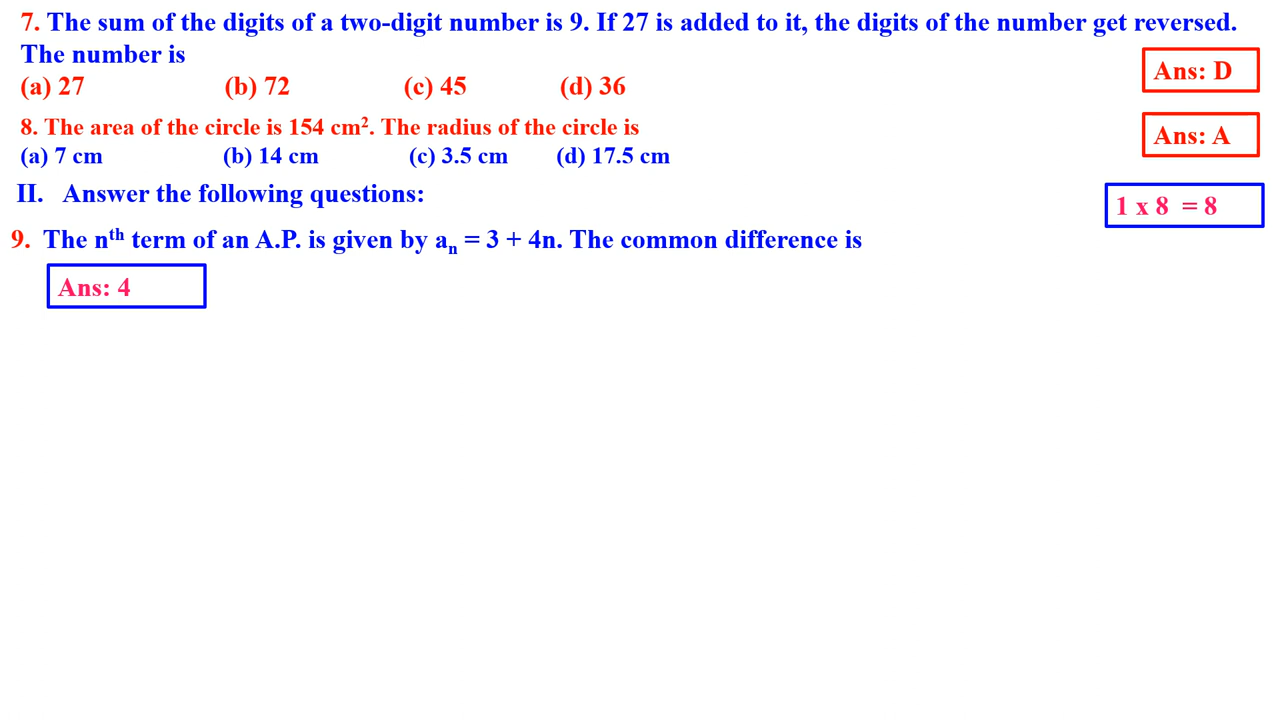 7. The sum of the digits of a two-digit number is 9. If 27 is added to it, the digits of the number get reversed.
The number is
(a) 27 (b) 72 (c) 45 (d) 36
Ans: D
8. The area of the circle is 154 cm². The radius of the circle is
Ans: A
(a) 7 cm (b) 14 cm (c) 3.5 cm (d) 17.5 cm
II. Answer the following questions:
1 x 8 = 8
9. The nᵗʰ term of an A.P. is given by aₙ = 3 + 4n. The common difference is
Ans: 4